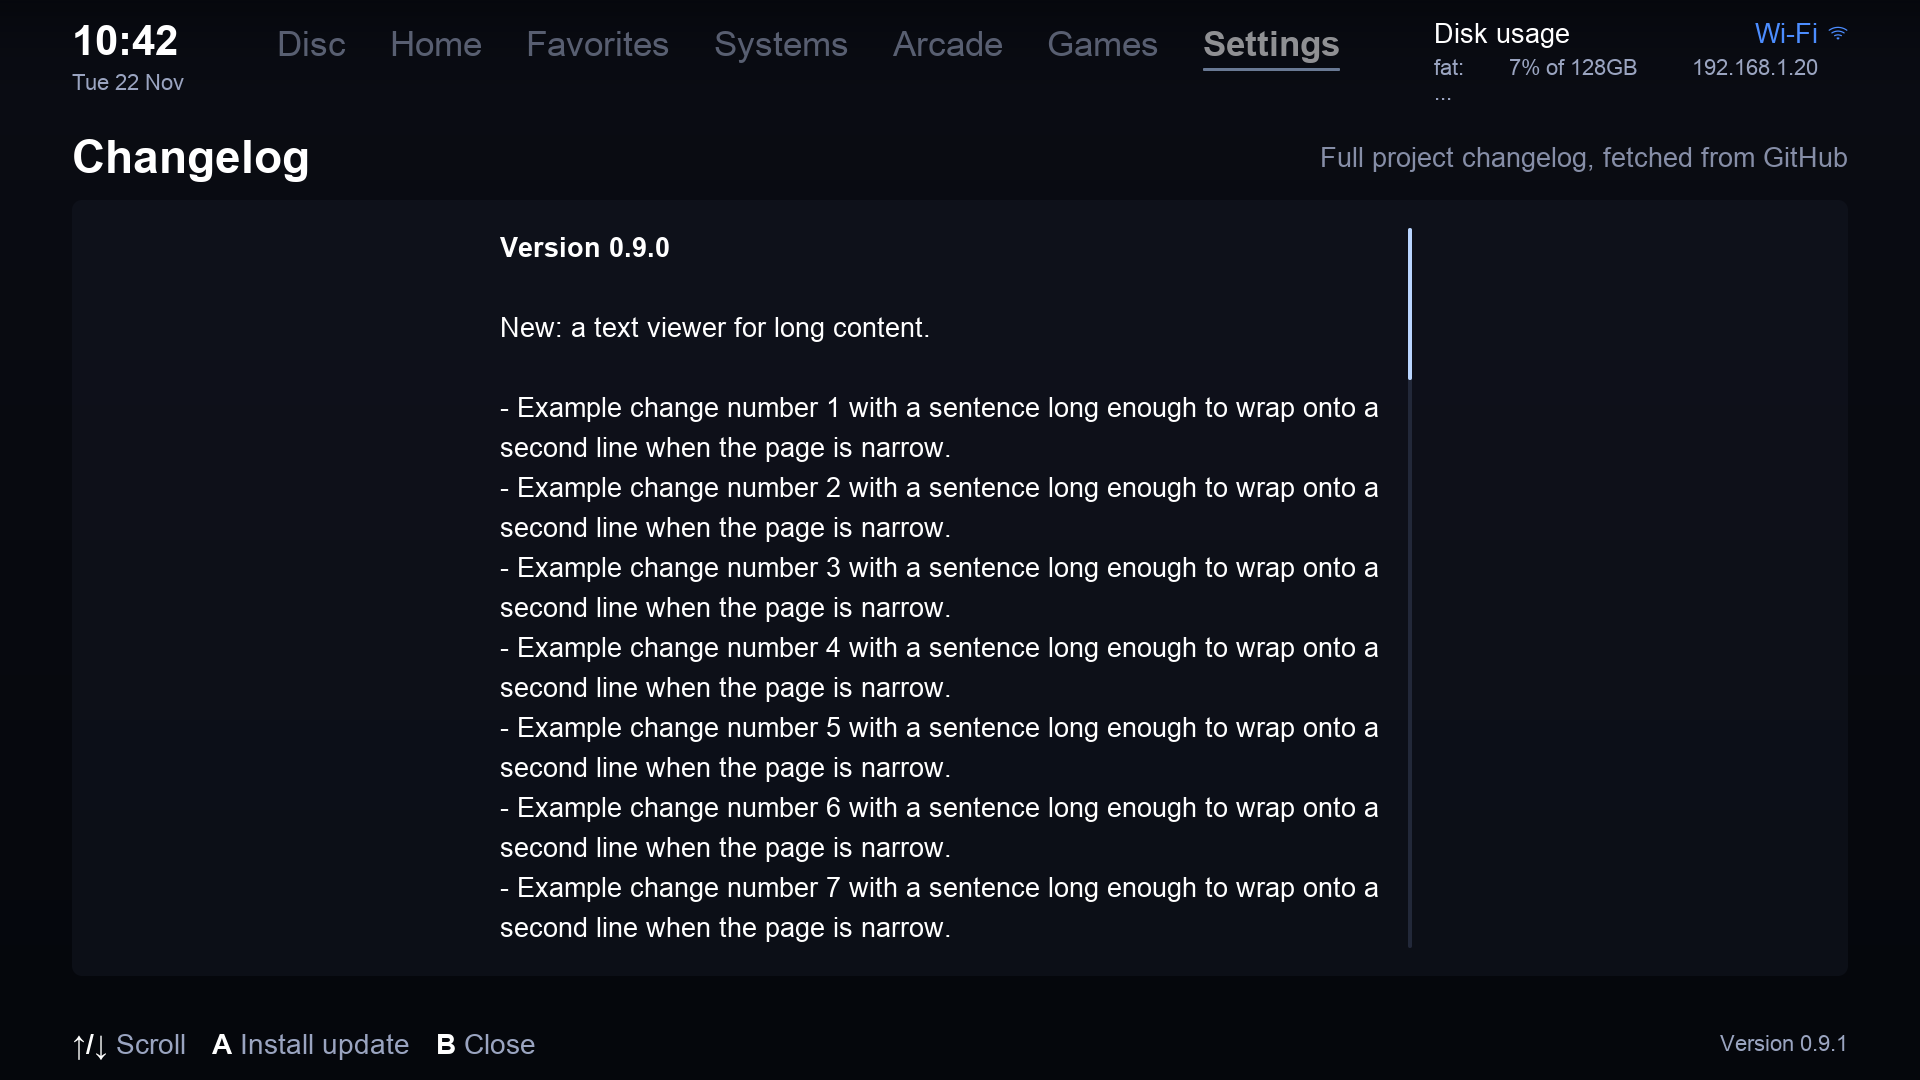 10:42
Tue 22 Nov
Disc Home Favorites Systems Arcade Games Settings
Disk usage
fat: 7% of 128GB
...
Wi-Fi
192.168.1.20
Changelog
Full project changelog, fetched from GitHub
Version 0.9.0
New: a text viewer for long content.
- Example change number 1 with a sentence long enough to wrap onto a
second line when the page is narrow.
- Example change number 2 with a sentence long enough to wrap onto a
second line when the page is narrow.
- Example change number 3 with a sentence long enough to wrap onto a
second line when the page is narrow.
- Example change number 4 with a sentence long enough to wrap onto a
second line when the page is narrow.
- Example change number 5 with a sentence long enough to wrap onto a
second line when the page is narrow.
- Example change number 6 with a sentence long enough to wrap onto a
second line when the page is narrow.
- Example change number 7 with a sentence long enough to wrap onto a
second line when the page is narrow.
↑/↓ Scroll A Install update B Close
Version 0.9.1